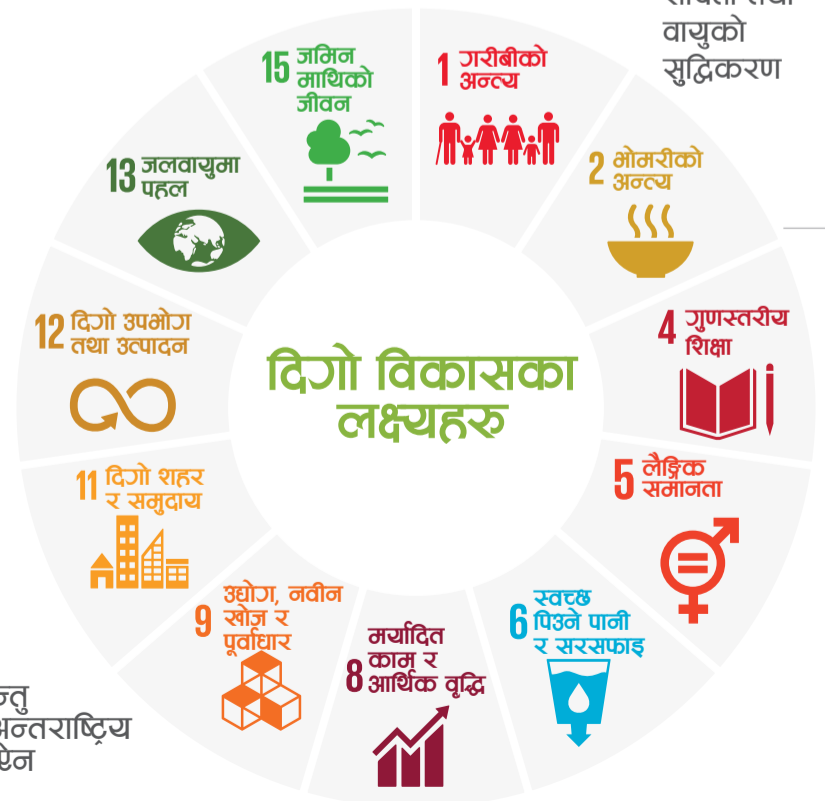 वायुको
सुद्धिकरण
15 जमिन
माथिको
जीवन
1 गरीबीको
अन्त्य
2 भोमरीको
अन्त्य
13 जलवायुमा
पहल
12 दिगो उपभोग
तथा उत्पादन
4 गुणस्तरीय
शिक्षा
दिगो विकासका
लक्ष्यहरु
5 लैङ्गिक
समानता
11 दिगो शहर
र समुदाय
9 उद्योग, नवीन
खोज र
पूर्वाधार
8 मर्यादित
काम र
आर्थिक वृद्धि
6 स्वच्छ
पिउने पानी
र सरसफाइ
न्तु
अन्तराष्ट्रिय
ऐन